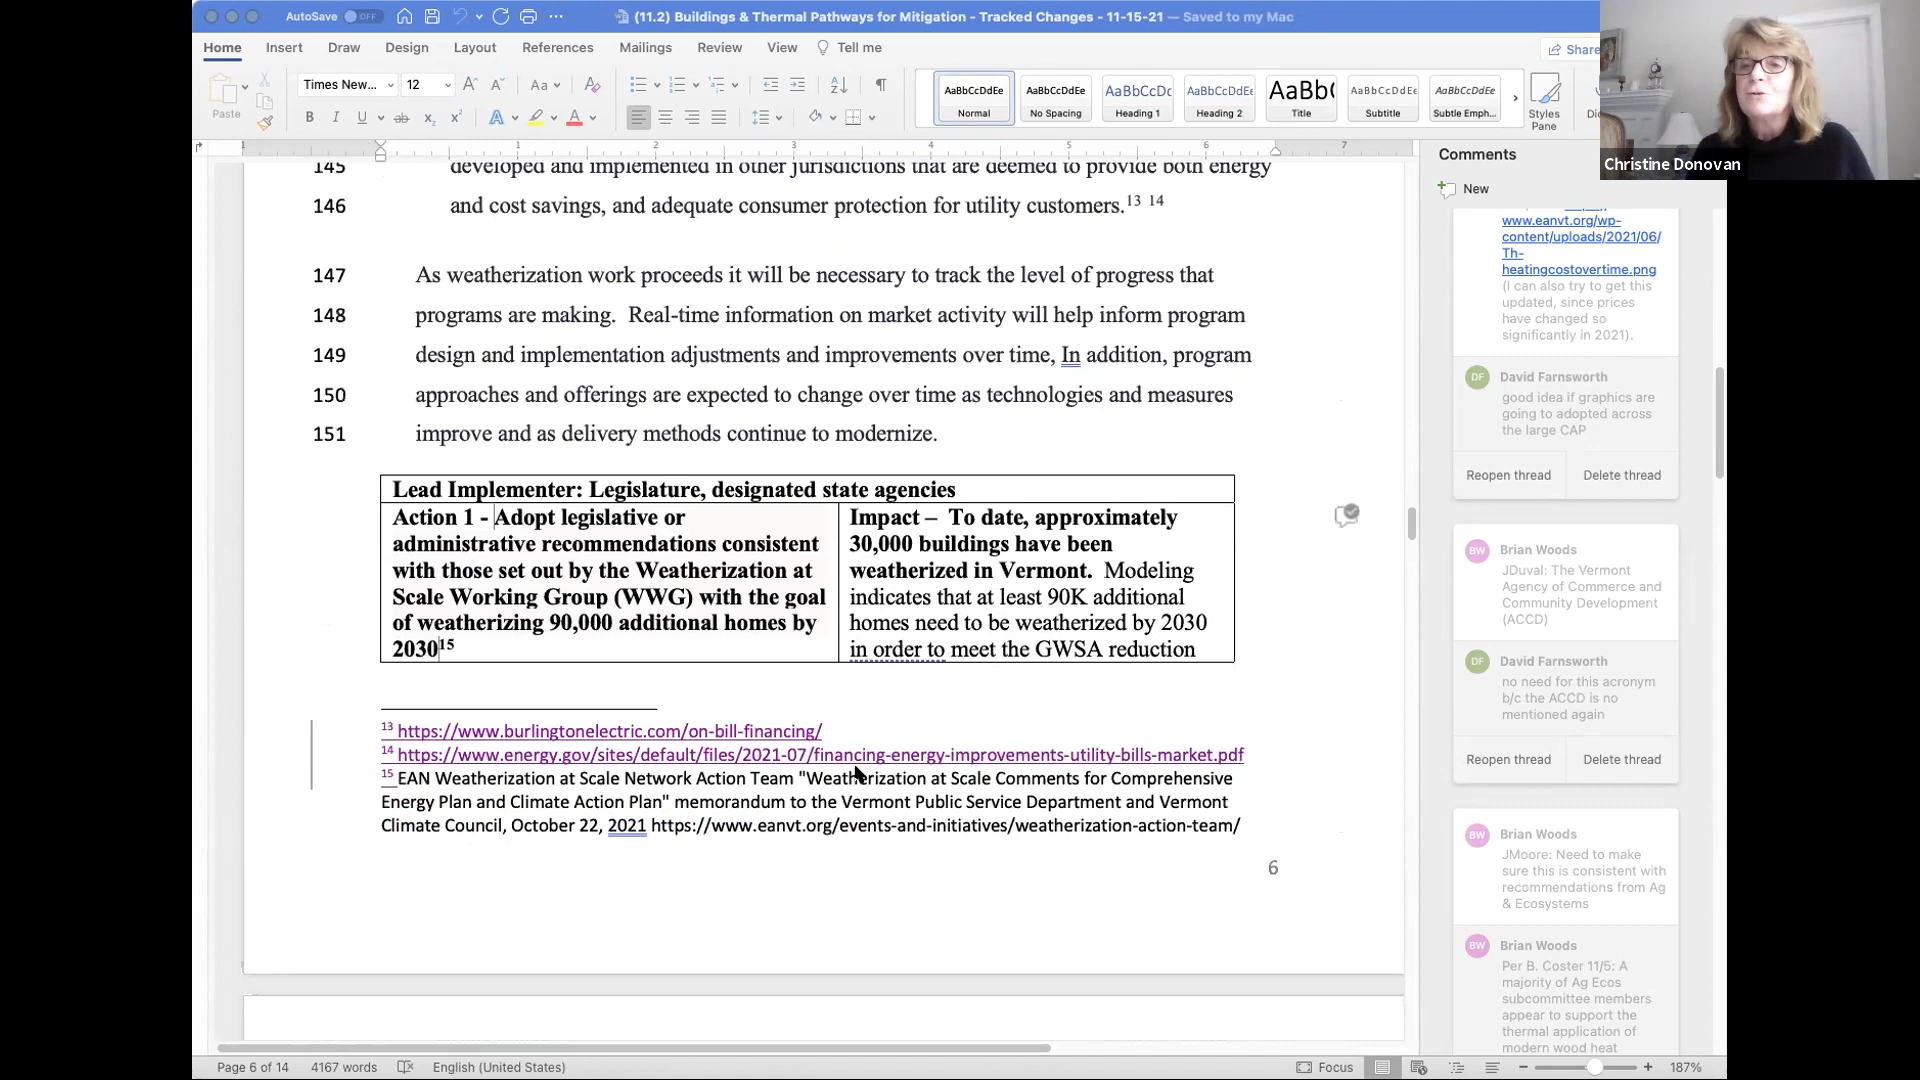 AutoSave OFF
(11.2) Buildings & Thermal Pathways for Mitigation - Tracked Changes - 11-15-21 — Saved to my Mac
Home Insert Draw Design Layout References Mailings Review View Tell me
Share
Paste
Times New... 12
AaBbCcDdEe Normal
AaBbCcDdEe No Spacing
AaBbCcDc Heading 1
AaBbCcDdEe Heading 2
AaBb( Title
AaBbCcDdEe Subtitle
AaBbCcDdEe Subtle Emph...
Styles Pane
1 1 2 3 4 5 6 7
Christine Donovan
145 developed and implemented in other jurisdictions that are deemed to provide both energy
146 and cost savings, and adequate consumer protection for utility customers.13 14
147 As weatherization work proceeds it will be necessary to track the level of progress that
148 programs are making. Real-time information on market activity will help inform program
149 design and implementation adjustments and improvements over time, In addition, program
150 approaches and offerings are expected to change over time as technologies and measures
151 improve and as delivery methods continue to modernize.
Lead Implementer: Legislature, designated state agencies
Action 1 - Adopt legislative or
administrative recommendations consistent
with those set out by the Weatherization at
Scale Working Group (WWG) with the goal
of weatherizing 90,000 additional homes by
203015
Impact – To date, approximately
30,000 buildings have been
weatherized in Vermont. Modeling
indicates that at least 90K additional
homes need to be weatherized by 2030
in order to meet the GWSA reduction
13 https://www.burlingtonelectric.com/on-bill-financing/
14 https://www.energy.gov/sites/default/files/2021-07/financing-energy-improvements-utility-bills-market.pdf
15 EAN Weatherization at Scale Network Action Team "Weatherization at Scale Comments for Comprehensive
Energy Plan and Climate Action Plan" memorandum to the Vermont Public Service Department and Vermont
Climate Council, October 22, 2021 https://www.eanvt.org/events-and-initiatives/weatherization-action-team/
6
Comments
New
www.eanvt.org/wp-
content/uploads/2021/06/
Th-
heatingcostovertime.png
(I can also try to get this
updated, since prices
have changed so
significantly in 2021).
DF David Farnsworth
good idea if graphics are
going to adopted across
the large CAP
Reopen thread Delete thread
BW Brian Woods
JDuval: The Vermont
Agency of Commerce and
Community Development
(ACCD)
DF David Farnsworth
no need for this acronym
b/c the ACCD is no
mentioned again
Reopen thread Delete thread
BW Brian Woods
JMoore: Need to make
sure this is consistent with
recommendations from Ag
& Ecosystems
BW Brian Woods
Per B. Coster 11/5: A
majority of Ag Ecos
subcommittee members
appear to support the
thermal application of
modern wood heat
Page 6 of 14 4167 words English (United States) Focus 187%